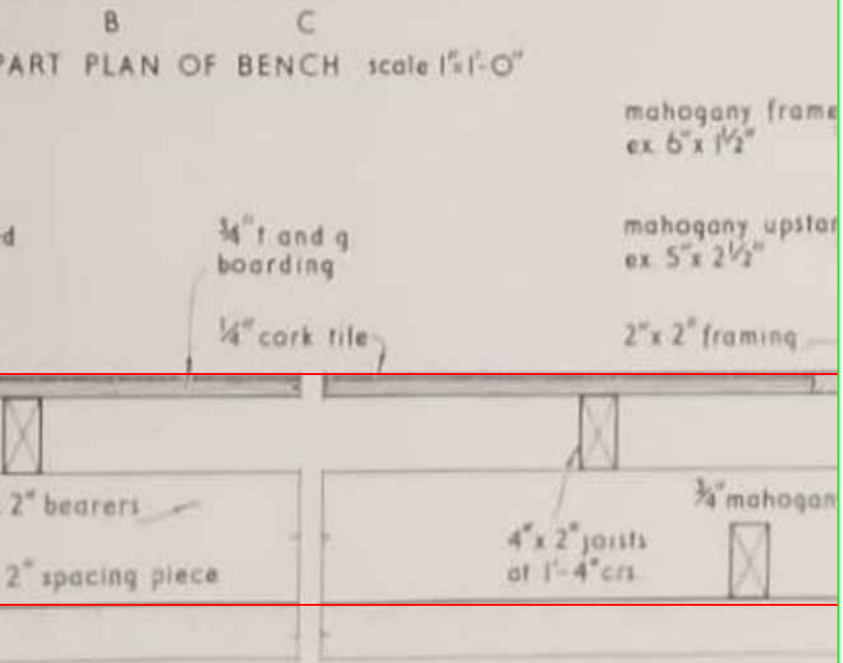 B C
PART PLAN OF BENCH scale 1"=1'-0"
mahogany frame
ex 6"x 1½"
d
¾" t and g
boarding
mahogany upstan
ex 5"x 2½"
¼" cork tile
2"x 2" framing
2" bearers
¾" mahogan
4"x 2" joists
at 1'-4" crs
2" spacing piece